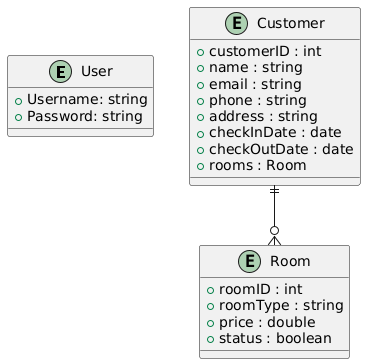 E User
Username: string
Password: string
E Customer
customerID : int
name : string
email : string
phone : string
address : string
checkInDate : date
checkOutDate : date
rooms : Room
E Room
roomID : int
roomType : string
price : double
status : boolean